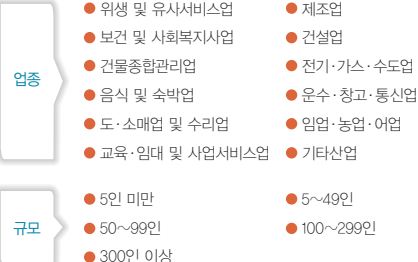 업종
● 위생 및 유사서비스업 ● 제조업
● 보건 및 사회복지사업 ● 건설업
● 건물종합관리업 ● 전기·가스·수도업
● 음식 및 숙박업 ● 운수·창고·통신업
● 도·소매업 및 수리업 ● 임업·농업·어업
● 교육·임대 및 사업서비스업 ● 기타산업
규모
● 5인 미만 ● 5~49인
● 50~99인 ● 100~299인
● 300인 이상